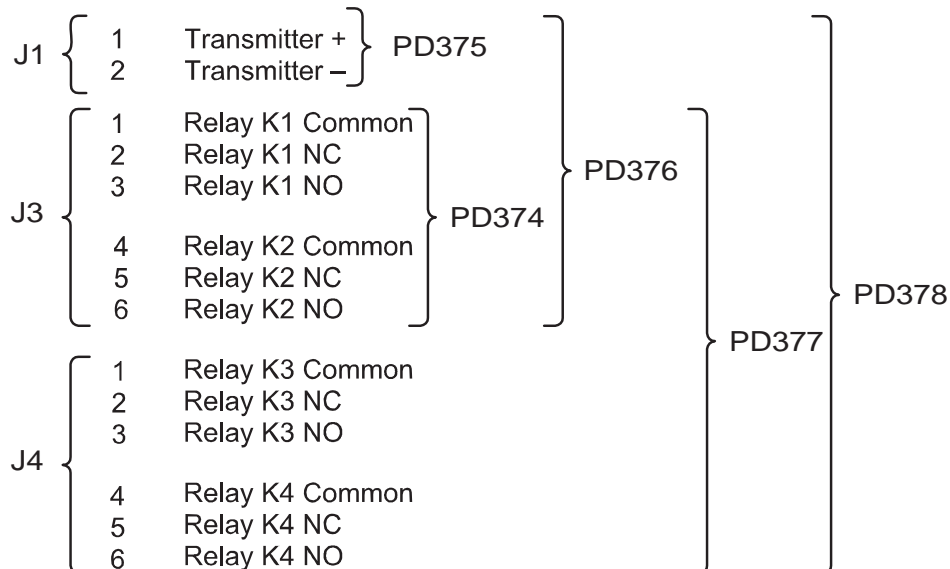 J1
1 Transmitter +
2 Transmitter –
PD375
J3
1 Relay K1 Common
2 Relay K1 NC
3 Relay K1 NO
4 Relay K2 Common
5 Relay K2 NC
6 Relay K2 NO
PD374
PD376
J4
1 Relay K3 Common
2 Relay K3 NC
3 Relay K3 NO
4 Relay K4 Common
5 Relay K4 NC
6 Relay K4 NO
PD377
PD378